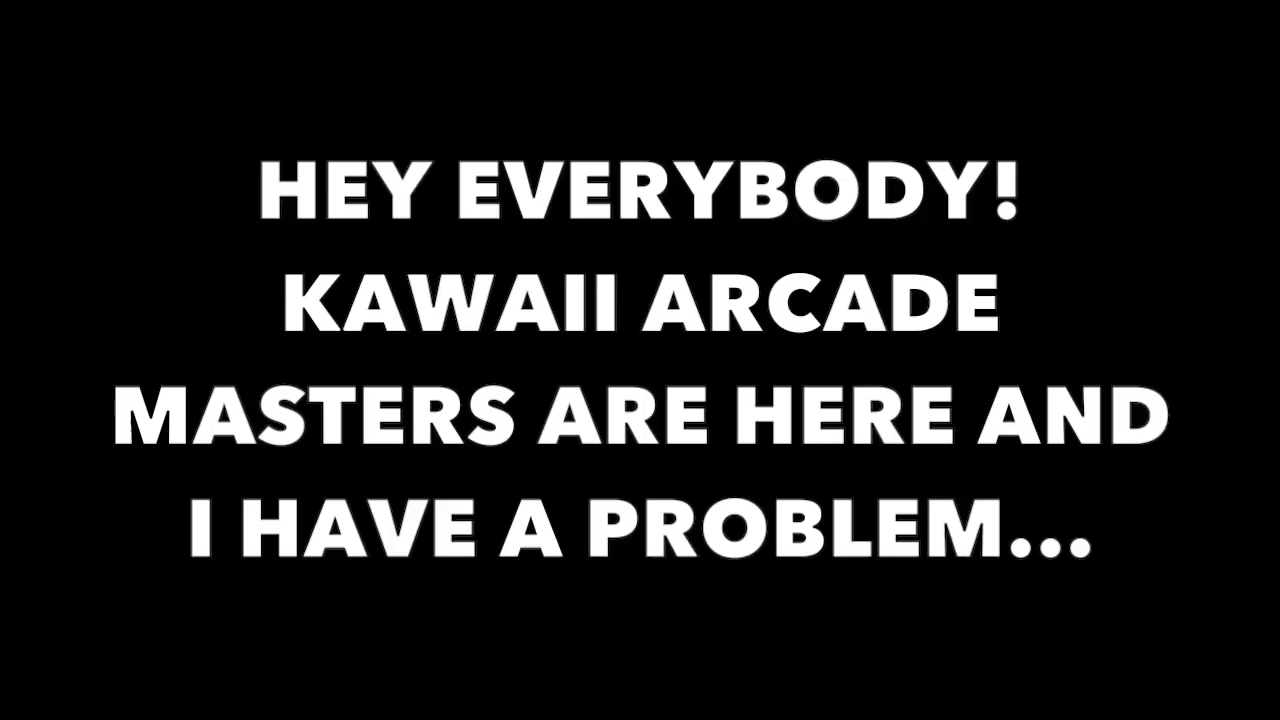 HEY EVERYBODY!
KAWAII ARCADE
MASTERS ARE HERE AND
I HAVE A PROBLEM...